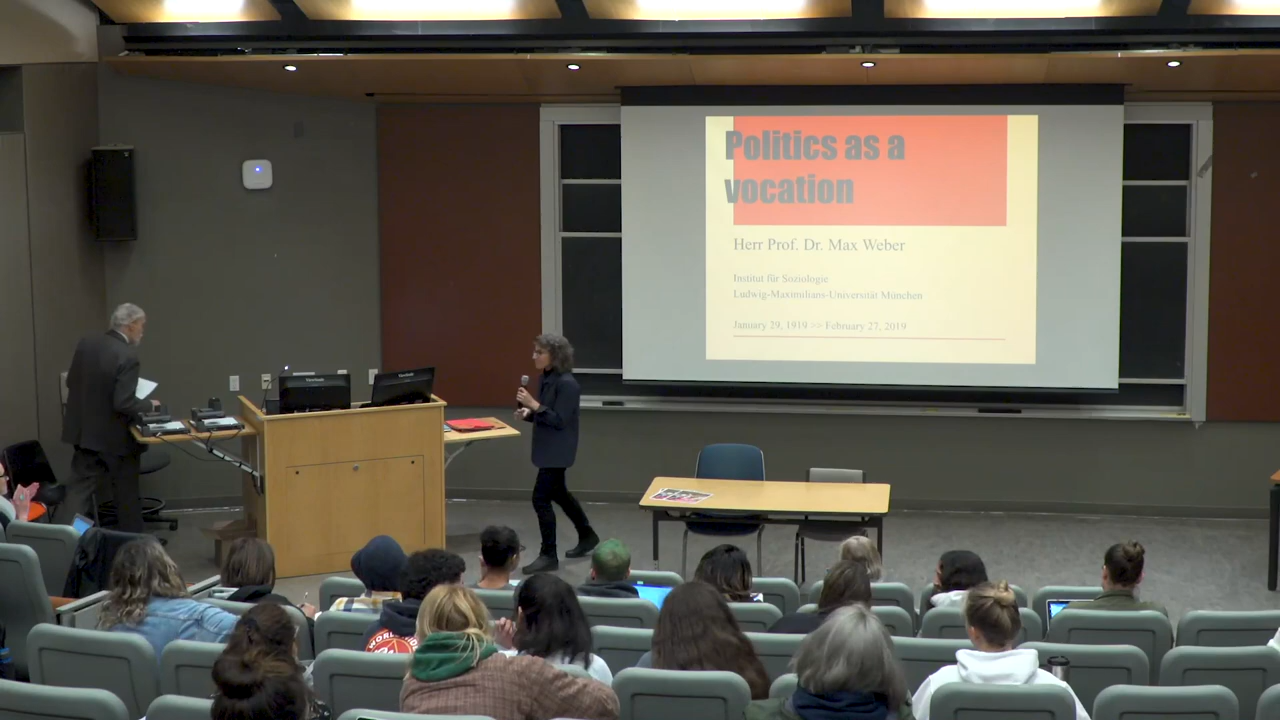 Politics as a
vocation
Herr Prof. Dr. Max Weber
Institut für Soziologie
Ludwig-Maximilians-Universität München
January 29, 1919 >> February 27, 2019